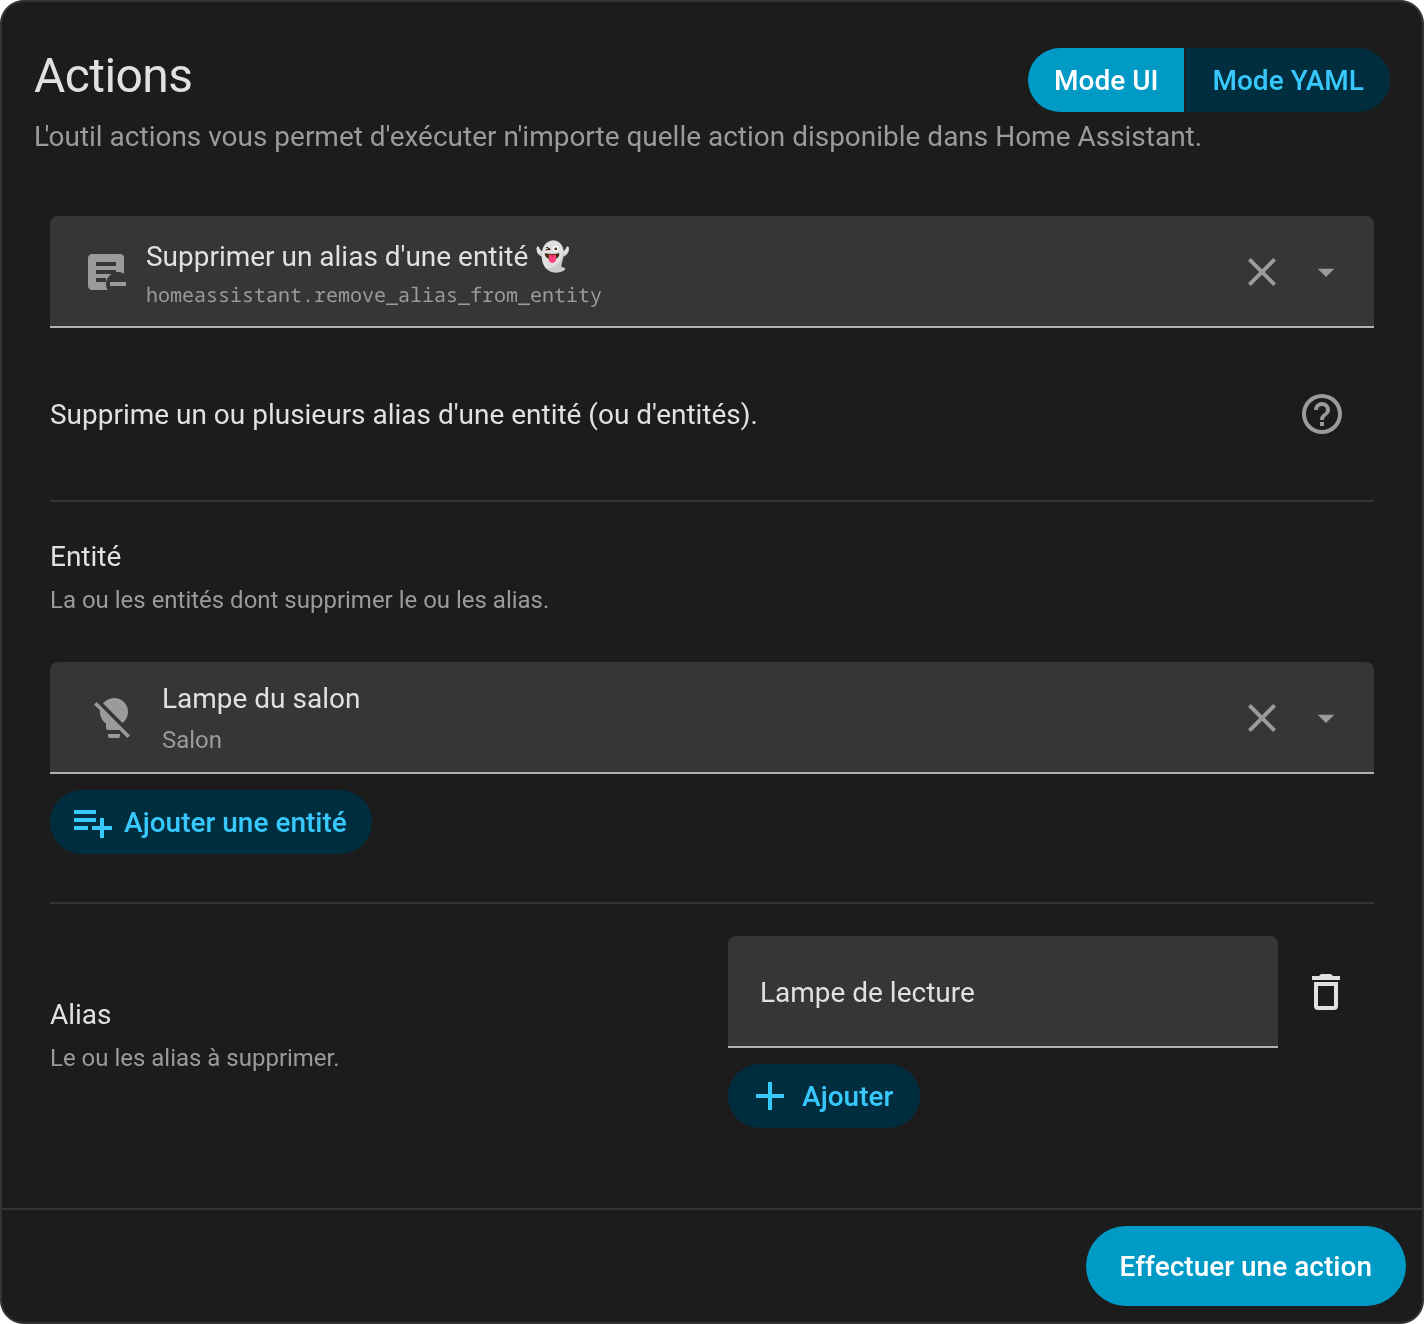 Actions
Mode UI
Mode YAML
L'outil actions vous permet d'exécuter n'importe quelle action disponible dans Home Assistant.
Supprimer un alias d'une entité 👻
homeassistant.remove_alias_from_entity
Supprime un ou plusieurs alias d'une entité (ou d'entités).
Entité
La ou les entités dont supprimer le ou les alias.
Lampe du salon
Salon
Ajouter une entité
Alias
Le ou les alias à supprimer.
Lampe de lecture
Ajouter
Effectuer une action